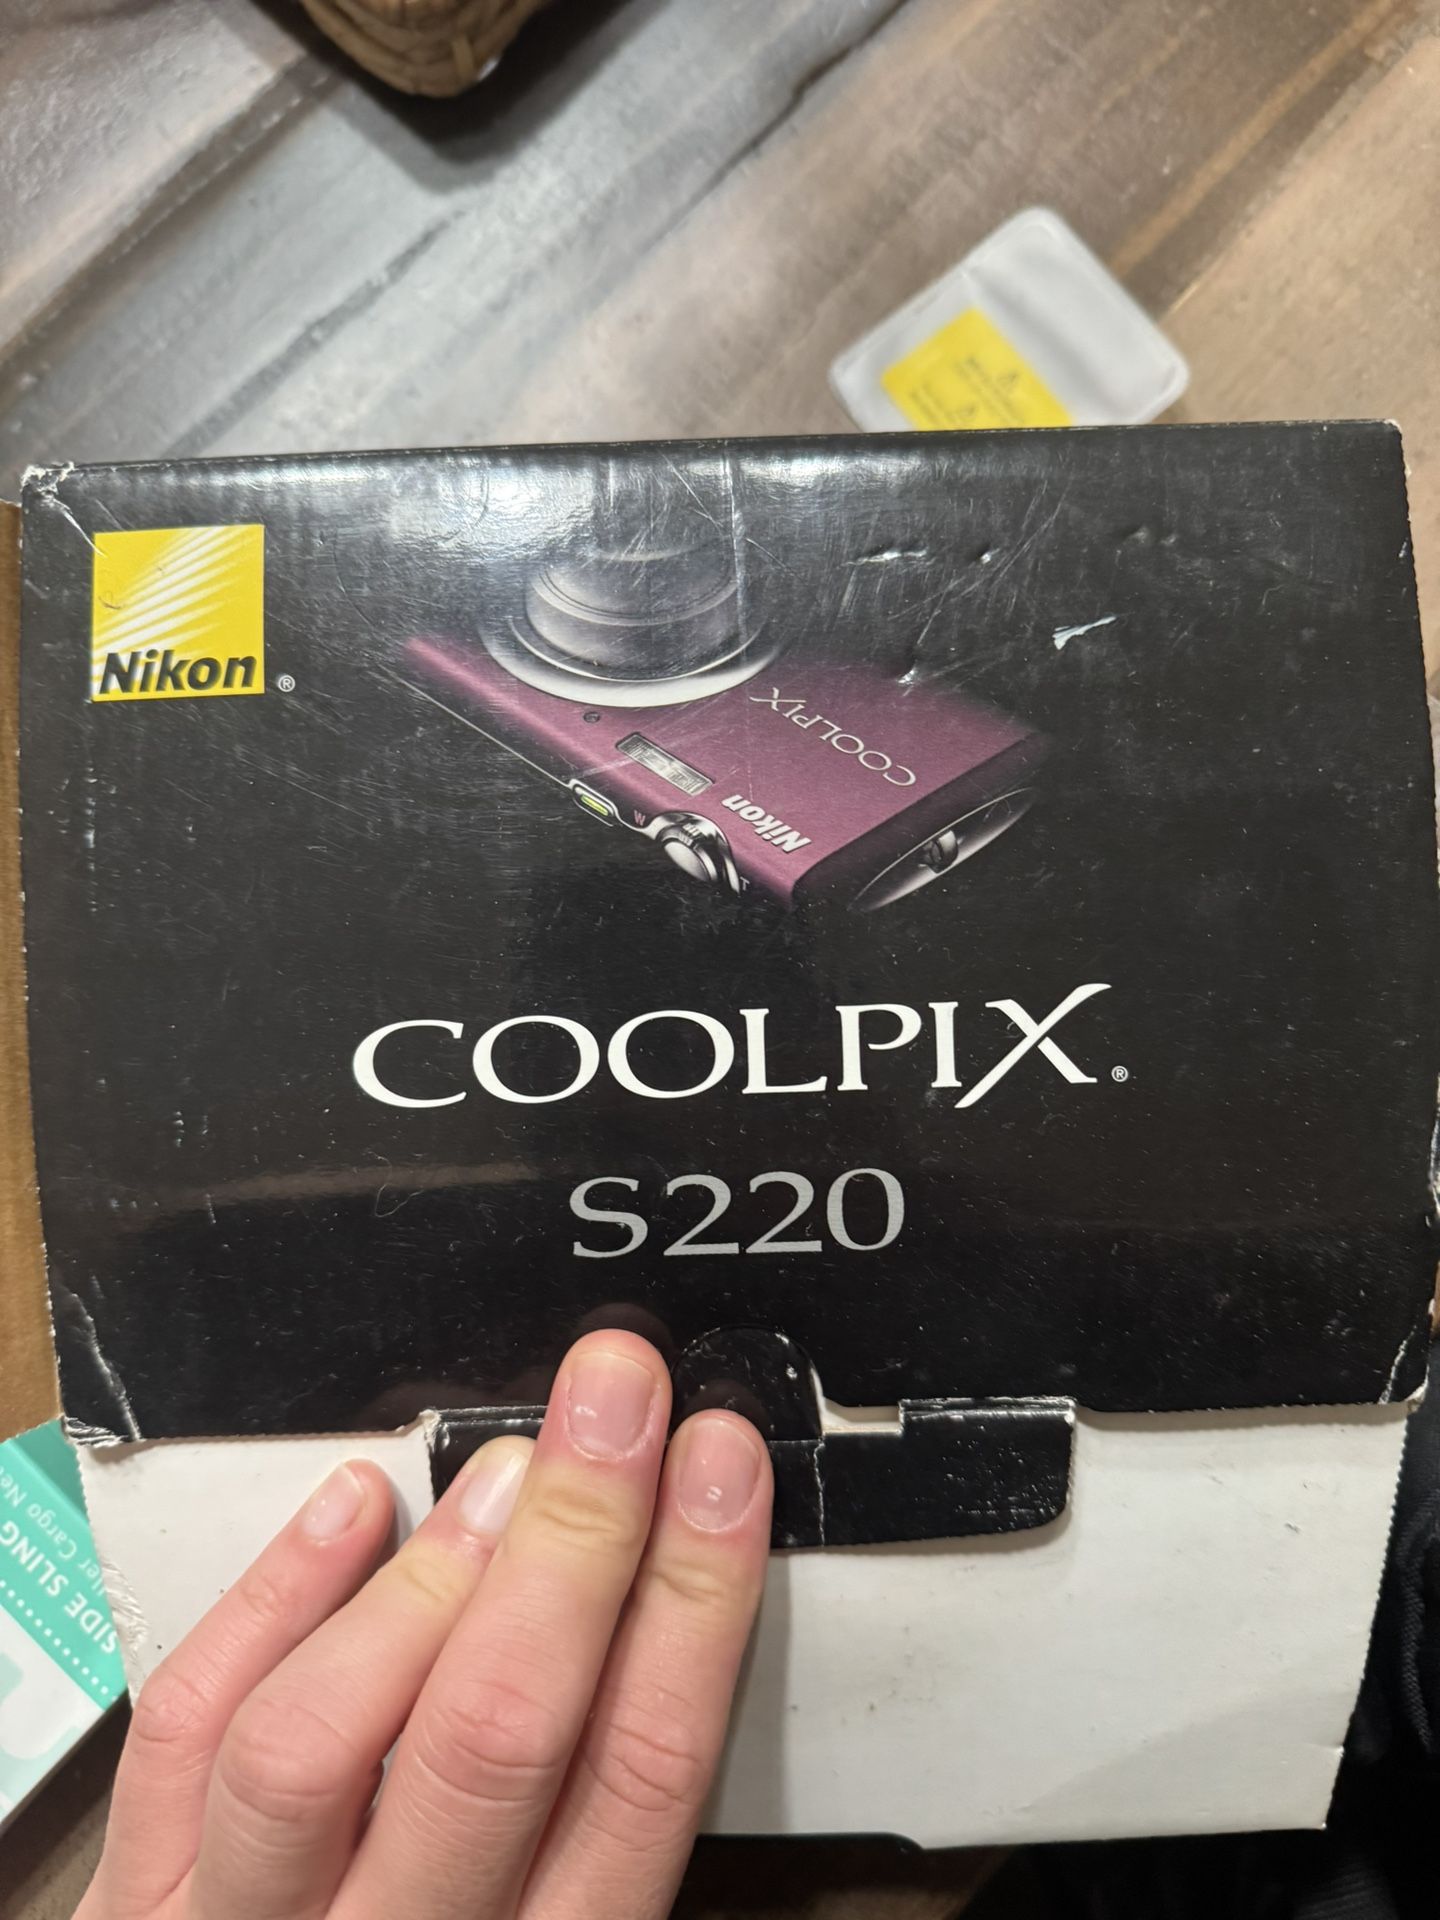 Nikon®
COOLPIX
Nikon
W
T
COOLPIX®
S220
SIDE SLING